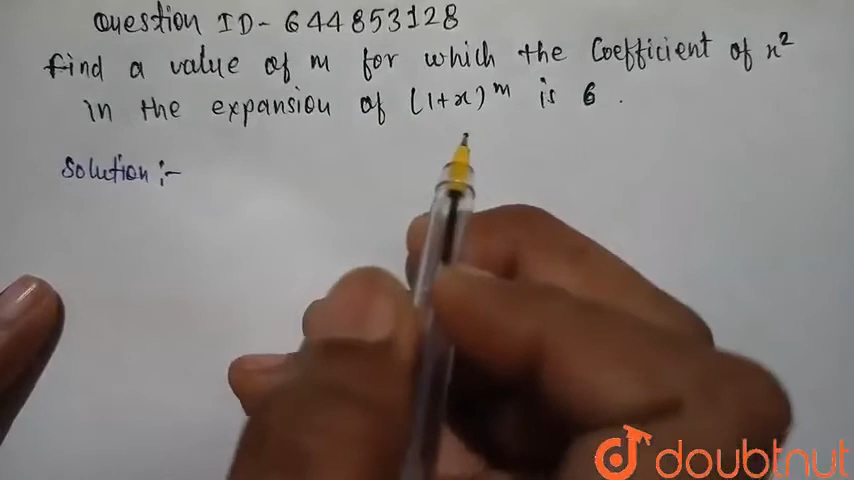 Question ID- 644853128
Find a value of m for which the Coefficient of x²
in the expansion of (1+x)ᵐ is 6.
Solution :-
doubtnut